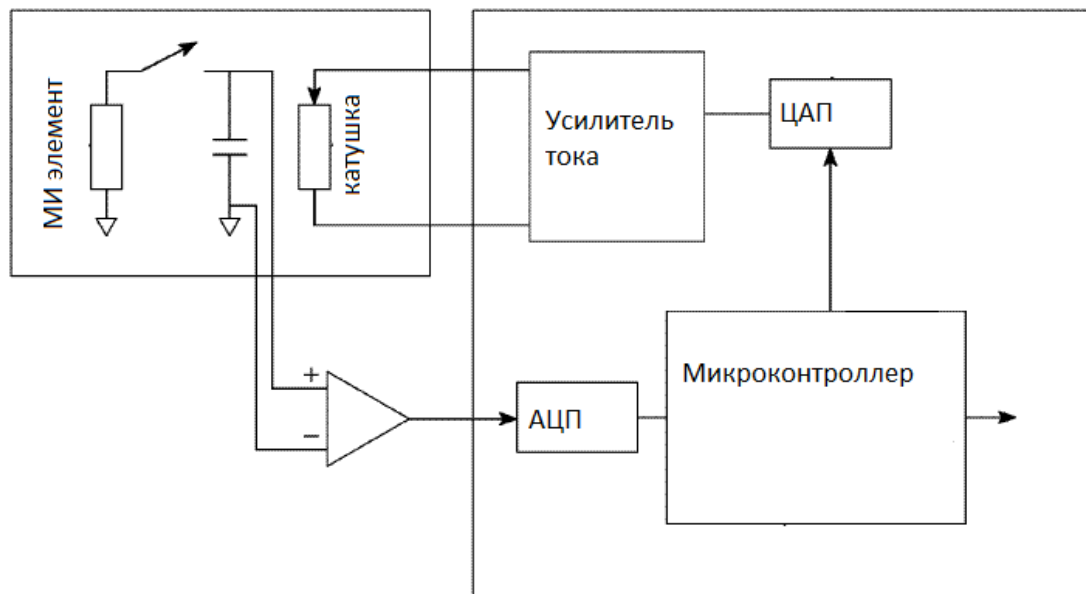 МИ элемент
катушка
Усилитель
тока
ЦАП
+
−
АЦП
Микроконтроллер